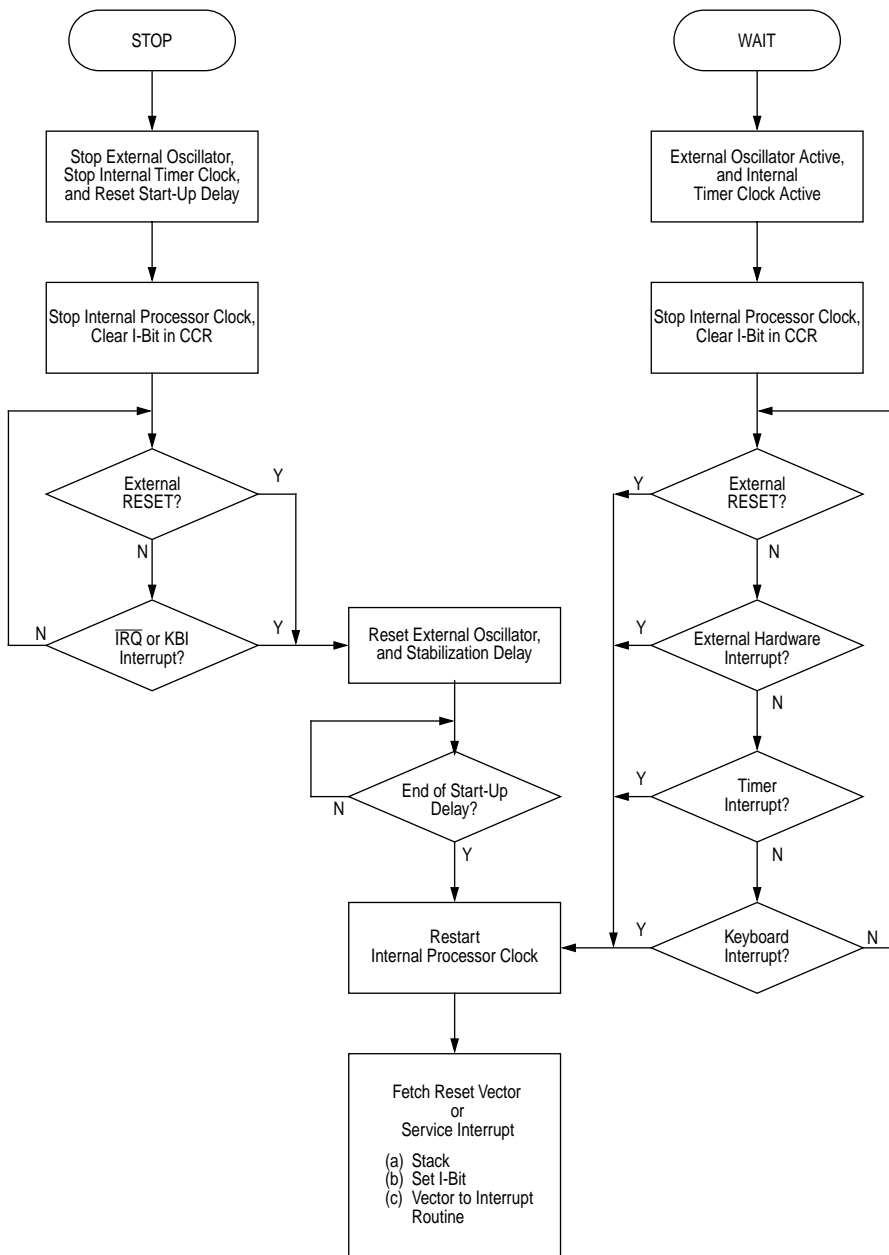 STOP
Stop External Oscillator,
Stop Internal Timer Clock,
and Reset Start-Up Delay
Stop Internal Processor Clock,
Clear I-Bit in CCR
External
RESET?
Y
N
IRQ or KBI
Interrupt?
N
Y
Reset External Oscillator,
and Stabilization Delay
End of Start-Up
Delay?
N
Y
WAIT
External Oscillator Active,
and Internal
Timer Clock Active
Stop Internal Processor Clock,
Clear I-Bit in CCR
External
RESET?
Y
N
External Hardware
Interrupt?
Y
N
Timer
Interrupt?
Y
N
Keyboard
Interrupt?
Y
N
Restart
Internal Processor Clock
Fetch Reset Vector
or
Service Interrupt
(a) Stack
(b) Set I-Bit
(c) Vector to Interrupt
Routine